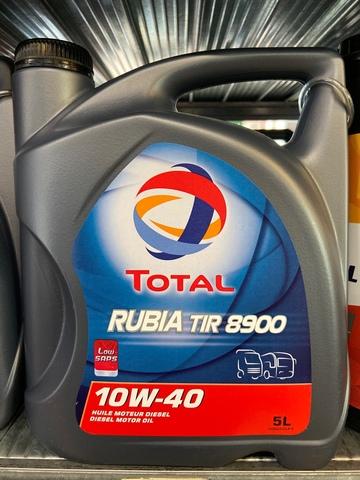 TOTAL
RUBIA TIR 8900
Low
SAPS
10W-40
HUILE MOTEUR DIESEL
DIESEL MOTOR OIL
5L